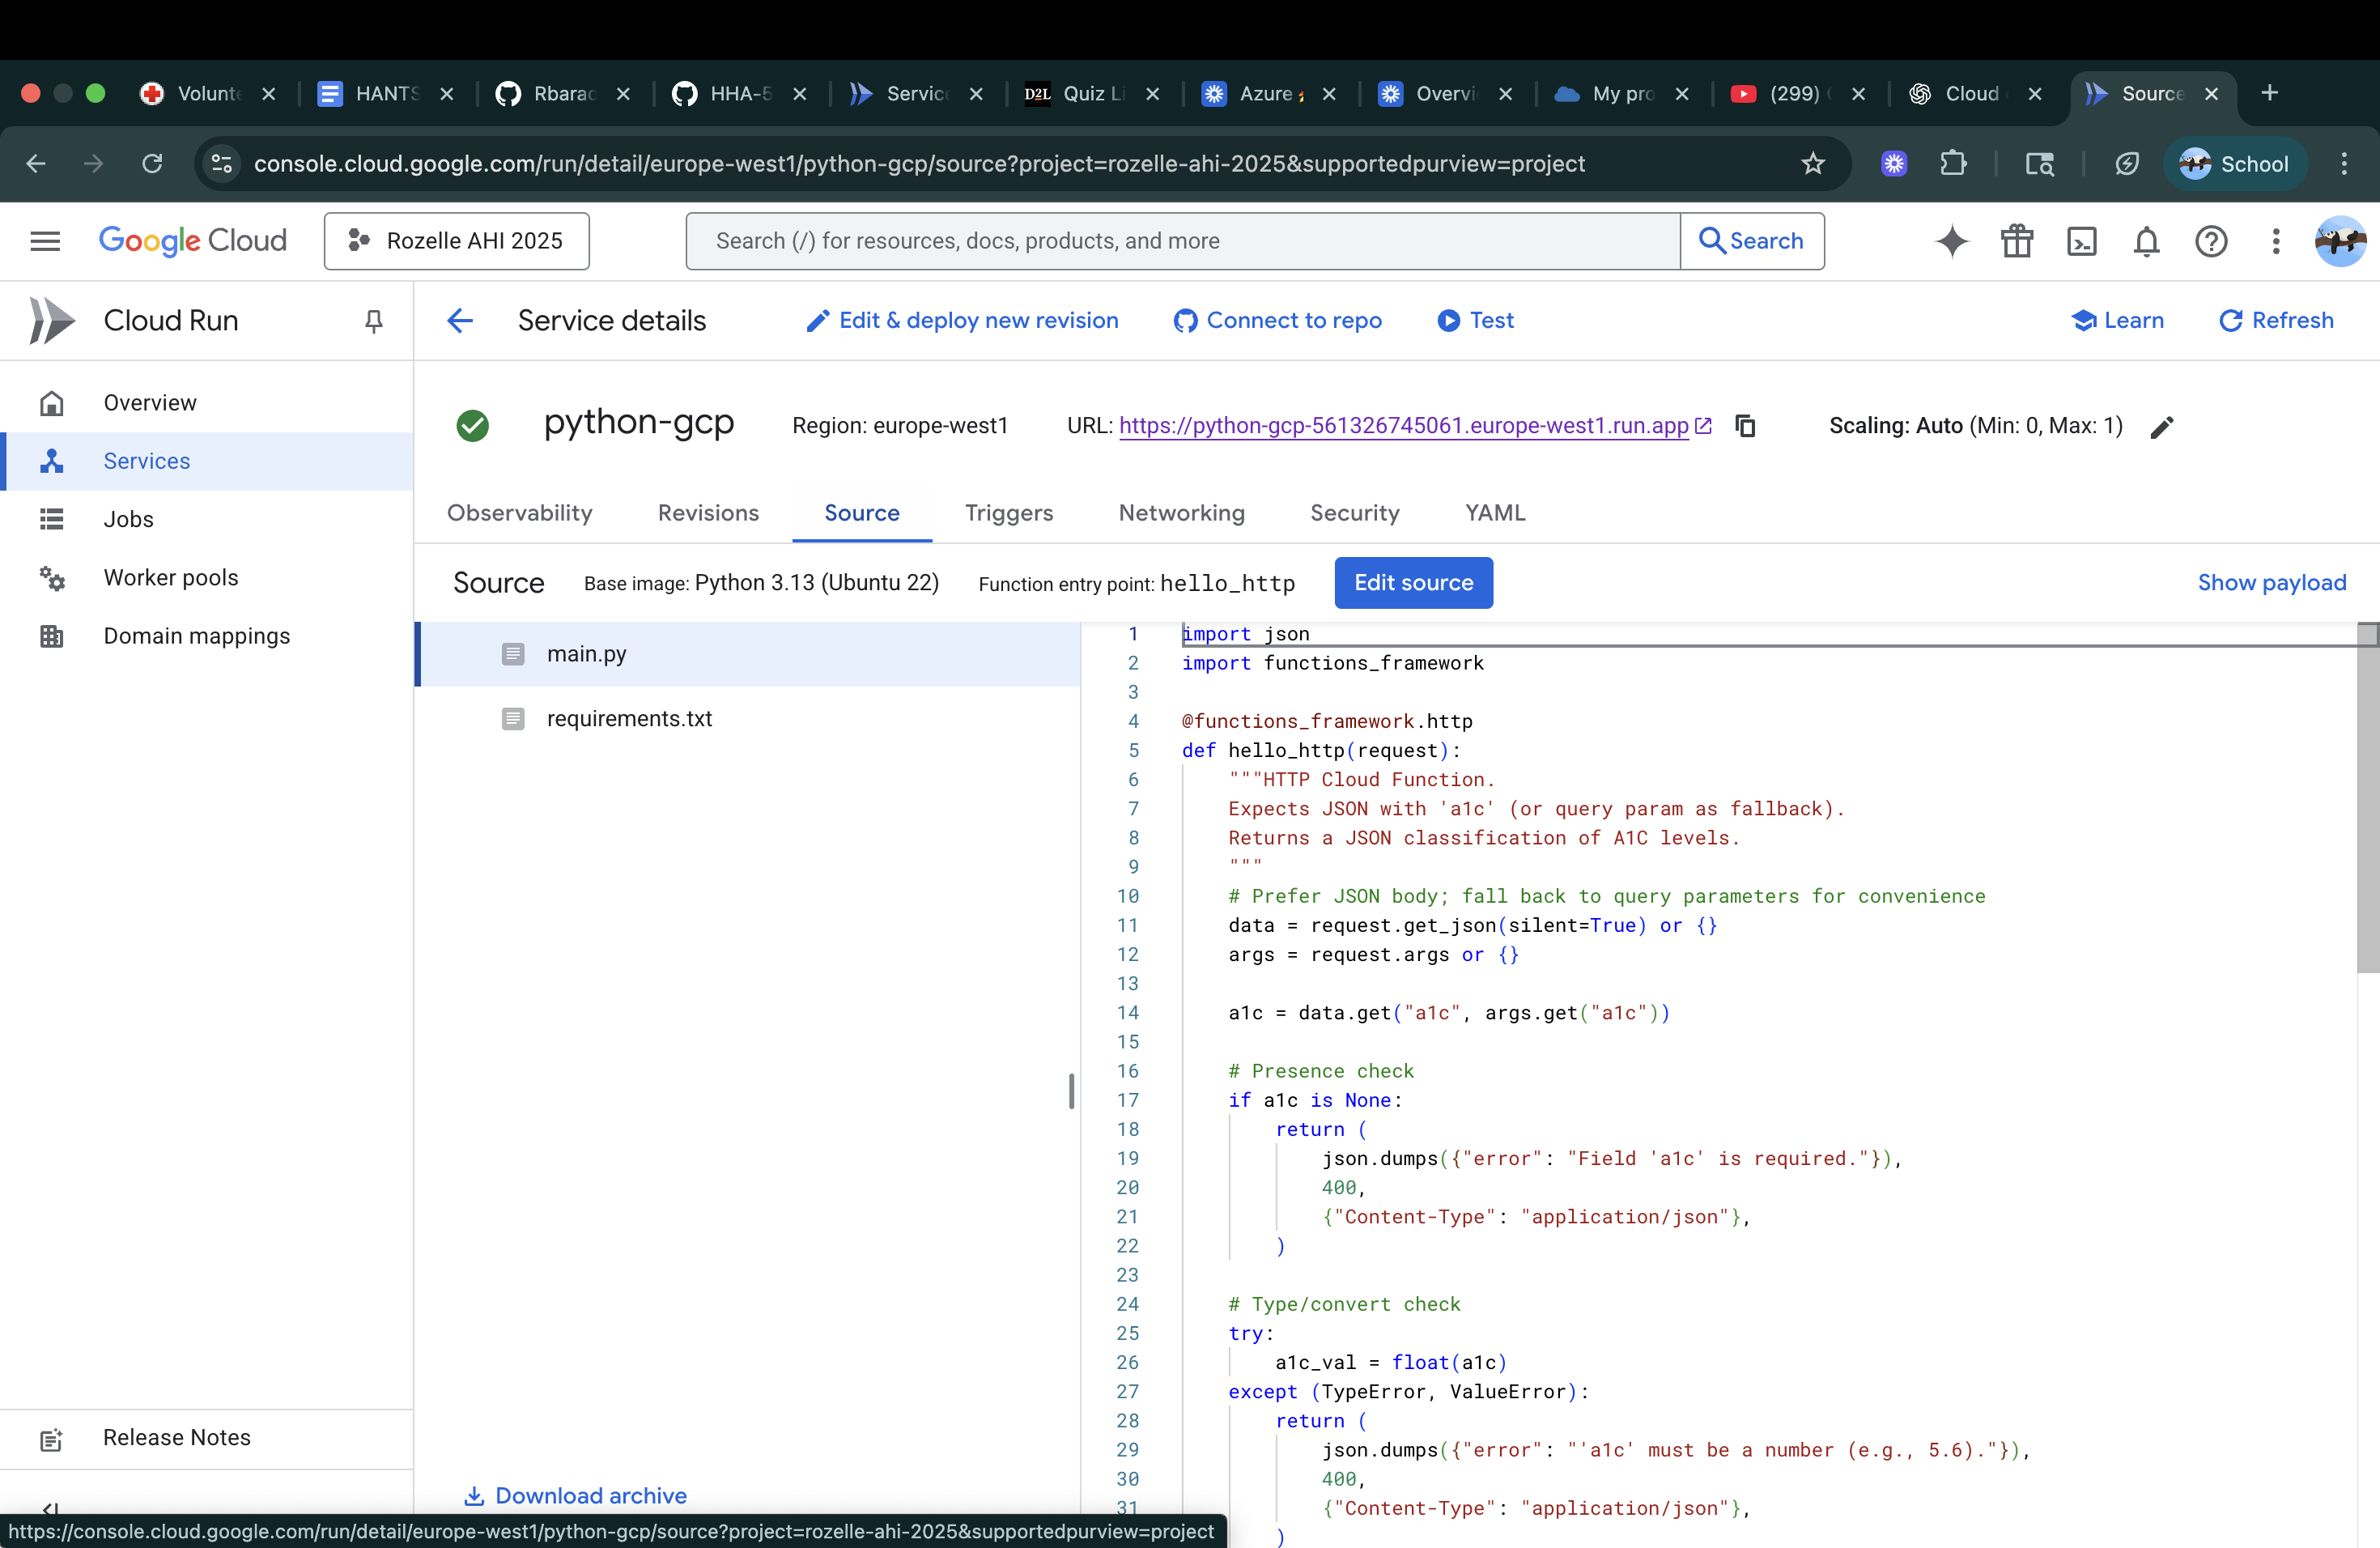 Volunte
HANTS
Rbarac
HHA-5
Servic
D2L Quiz Li
Azure
Overvi
My pro
(299)
Cloud
Source
console.cloud.google.com/run/detail/europe-west1/python-gcp/source?project=rozelle-ahi-2025&supportedpurview=project
School
Google Cloud
Rozelle AHI 2025
Search (/) for resources, docs, products, and more
Search
Cloud Run
Service details
Edit & deploy new revision
Connect to repo
Test
Learn
Refresh
Overview
Services
Jobs
Worker pools
Domain mappings
Release Notes
python-gcp
Region: europe-west1
URL: https://python-gcp-561326745061.europe-west1.run.app
Scaling: Auto (Min: 0, Max: 1)
Observability
Revisions
Source
Triggers
Networking
Security
YAML
Source
Base image: Python 3.13 (Ubuntu 22)
Function entry point: hello_http
Edit source
Show payload
main.py
requirements.txt
Download archive
1 import json
2 import functions_framework
3
4 @functions_framework.http
5 def hello_http(request):
6 """HTTP Cloud Function.
7 Expects JSON with 'a1c' (or query param as fallback).
8 Returns a JSON classification of A1C levels.
9 """
10 # Prefer JSON body; fall back to query parameters for convenience
11 data = request.get_json(silent=True) or {}
12 args = request.args or {}
13
14 a1c = data.get("a1c", args.get("a1c"))
15
16 # Presence check
17 if a1c is None:
18 return (
19 json.dumps({"error": "Field 'a1c' is required."}),
20 400,
21 {"Content-Type": "application/json"},
22 )
23
24 # Type/convert check
25 try:
26 a1c_val = float(a1c)
27 except (TypeError, ValueError):
28 return (
29 json.dumps({"error": "'a1c' must be a number (e.g., 5.6)."}),
30 400,
31 {"Content-Type": "application/json"},
)
https://console.cloud.google.com/run/detail/europe-west1/python-gcp/source?project=rozelle-ahi-2025&supportedpurview=project